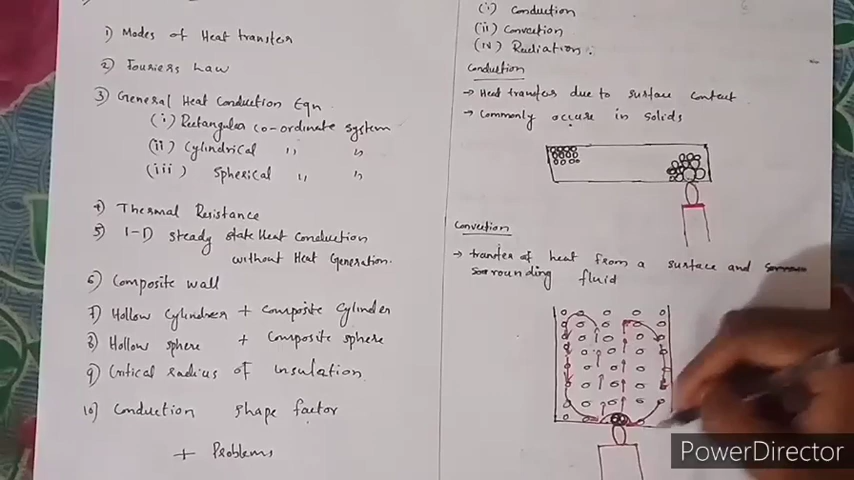 1) Modes of Heat transfer
2) Fouriers Law
3) General Heat Conduction Eqn
(i) Rectangular co-ordinate system
(ii) Cylindrical " "
(iii) Spherical " "
4) Thermal Resistance
5) 1-D steady state Heat Conduction
without Heat Generation.
6) Composite wall
7) Hollow Cylinder + Composite Cylinder
8) Hollow sphere + Composite sphere
9) Critical radius of insulation
10) Conduction shape factor
+ Problems
(i) Conduction
(ii) Convection
(iv) Radiation.
Conduction
→ Heat transfers due to surface contact
→ Commonly occurs in solids
Convection
→ transfer of heat from a surface and
sorrounding fluid
PowerDirector